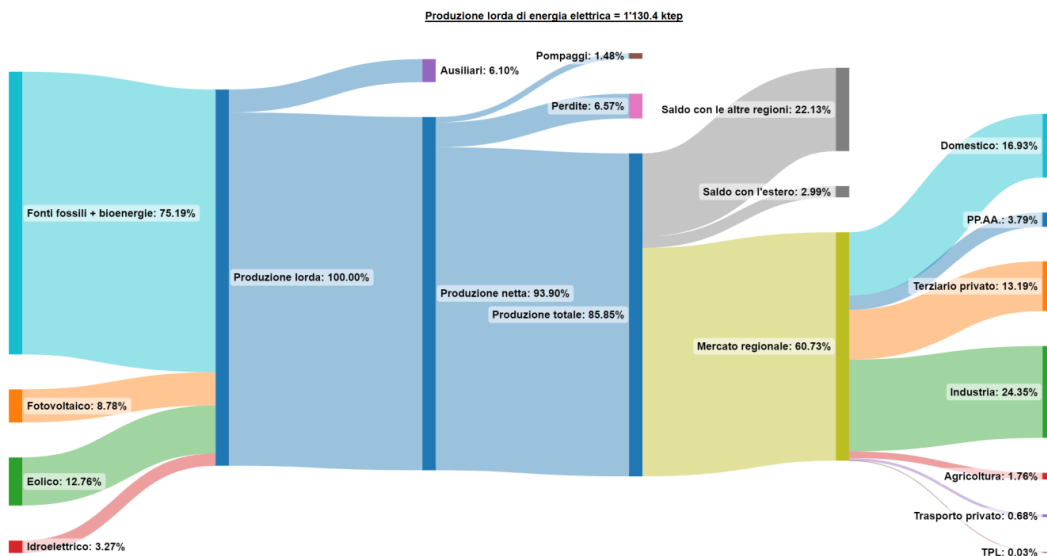 Produzione lorda di energia elettrica = 1'130.4 ktep
Fonti fossili + bioenergie: 75.19%
Fotovoltaico: 8.78%
Eolico: 12.76%
Idroelettrico: 3.27%
Produzione lorda: 100.00%
Ausiliari: 6.10%
Produzione netta: 93.90%
Pompaggi: 1.48%
Perdite: 6.57%
Produzione totale: 85.85%
Saldo con le altre regioni: 22.13%
Saldo con l'estero: 2.99%
Mercato regionale: 60.73%
Domestico: 16.93%
PP.AA.: 3.79%
Terziario privato: 13.19%
Industria: 24.35%
Agricoltura: 1.76%
Trasporto privato: 0.68%
TPL: 0.03%